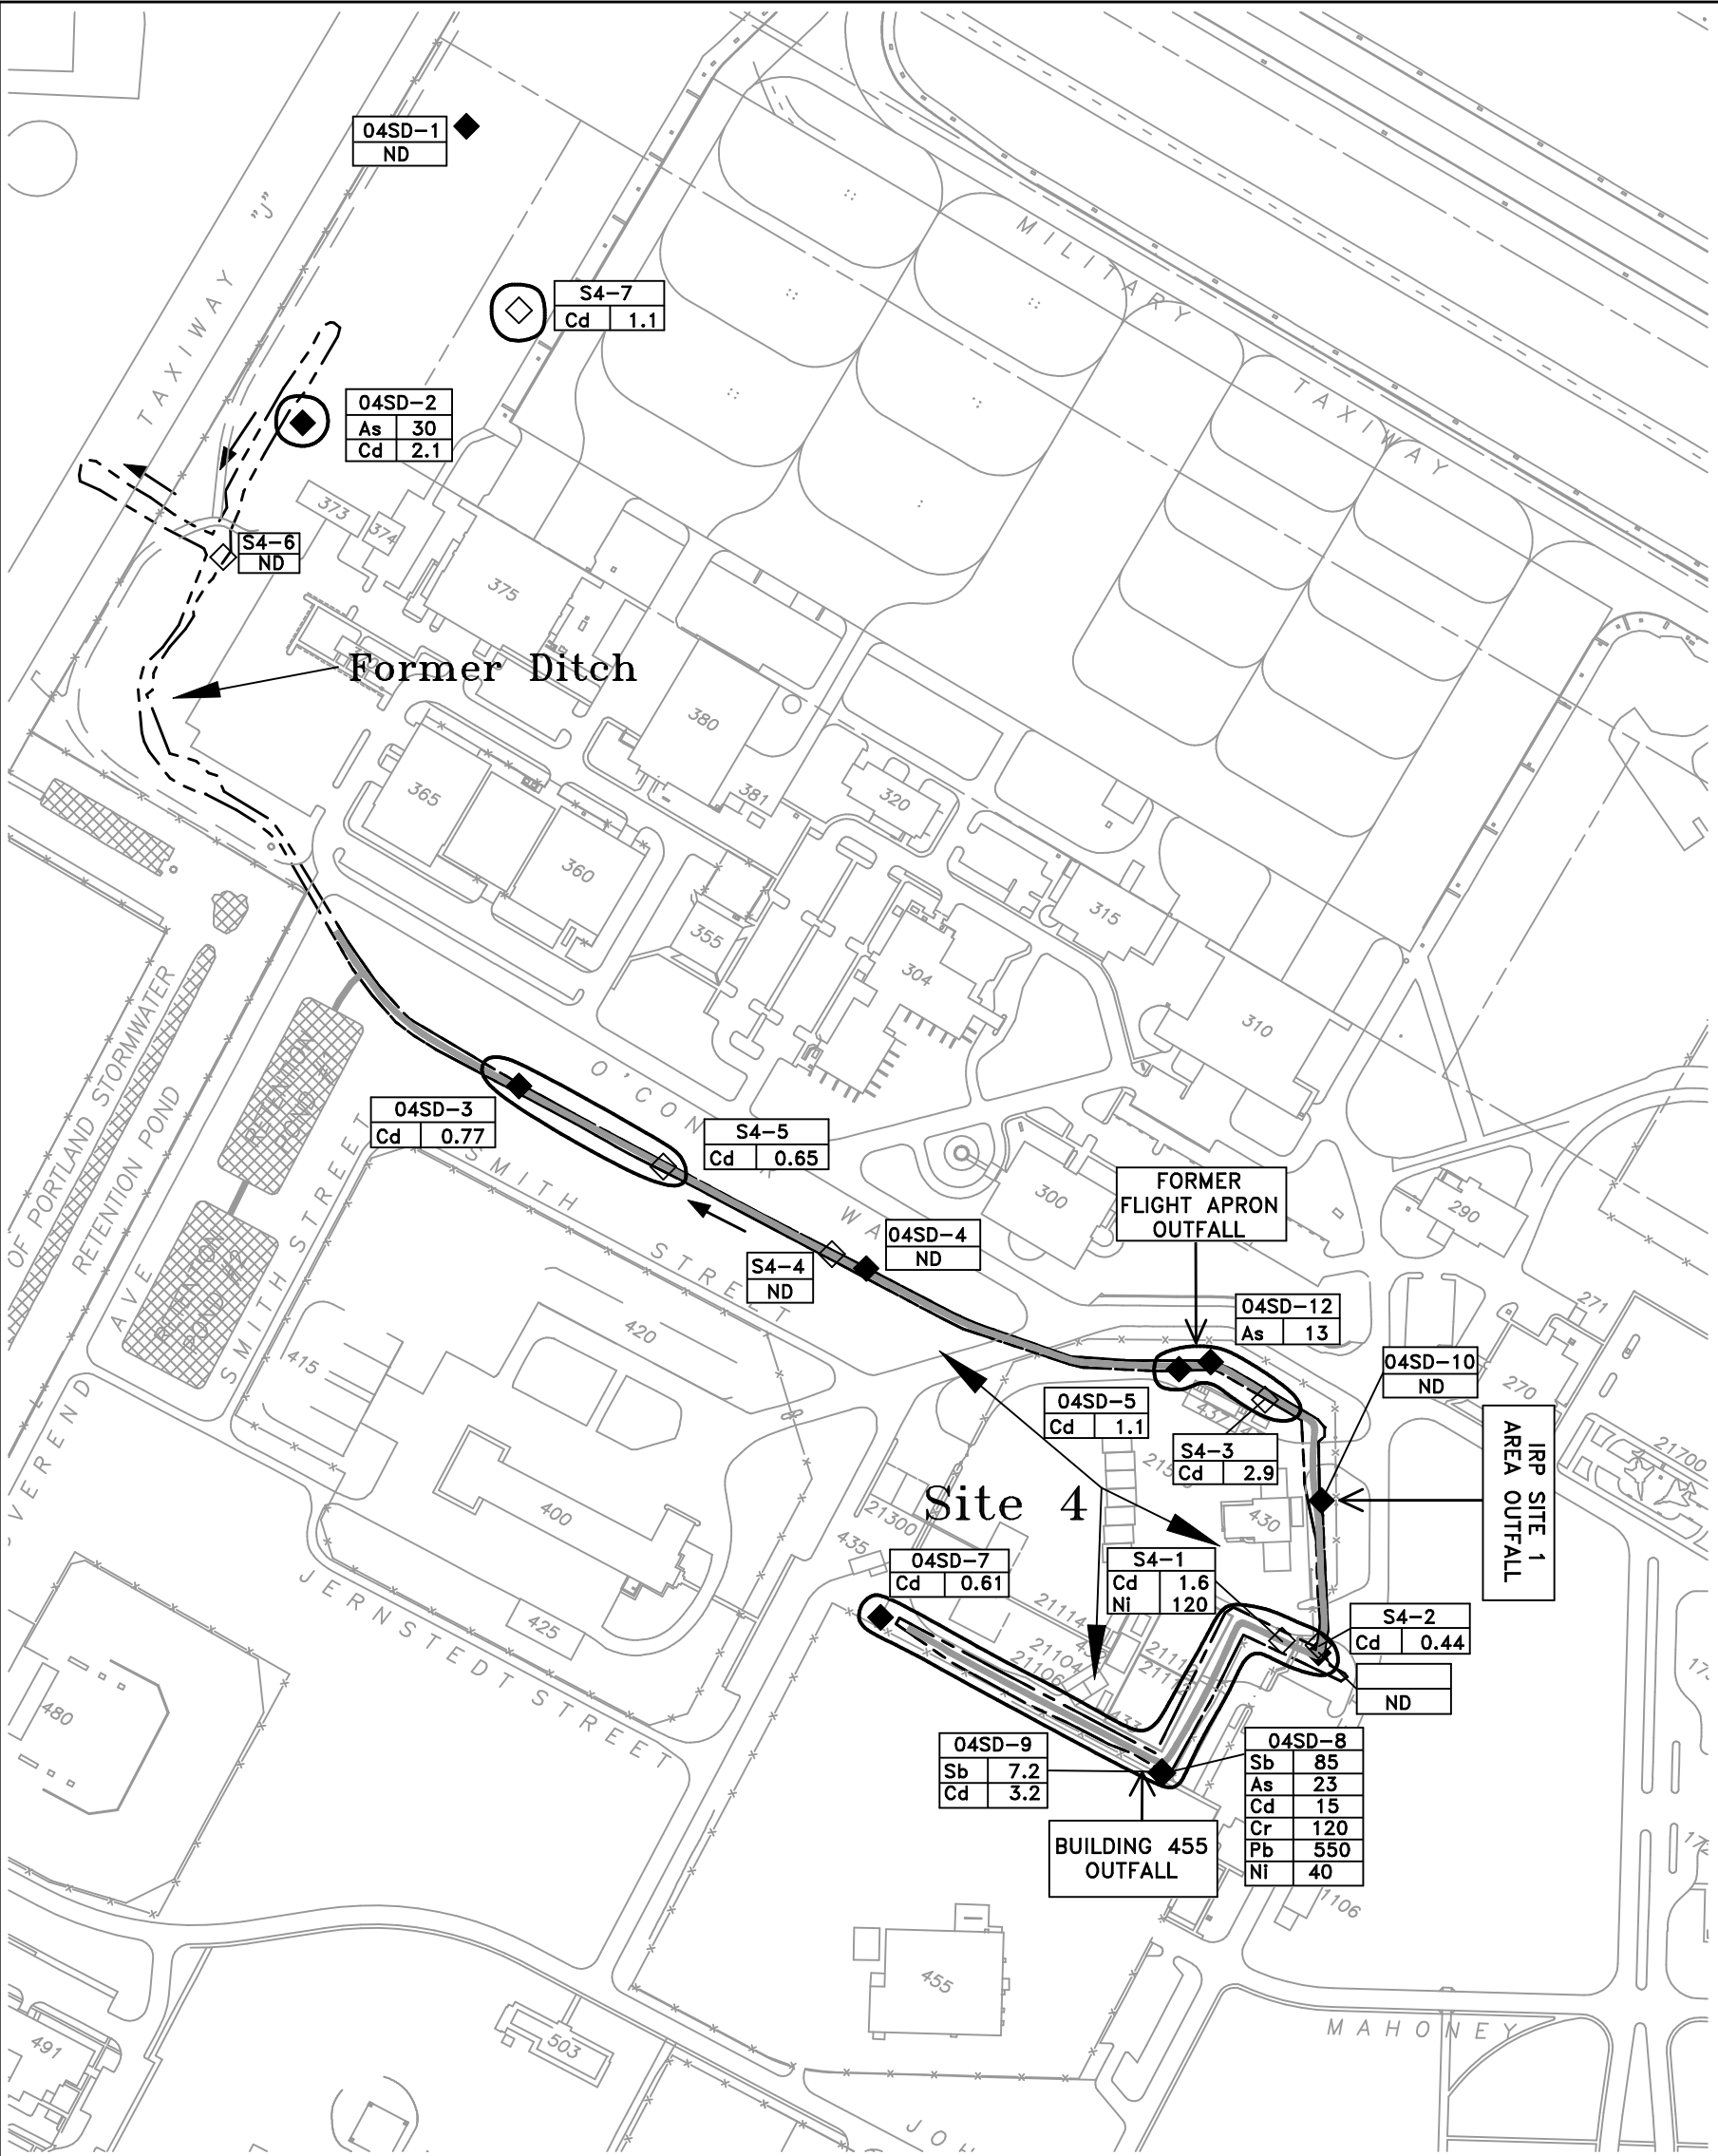 04SD-1
ND
"J"
TAXIWAY
MILITARY
TAXIWAY
S4-7
Cd 1.1
04SD-2
As 30
Cd 2.1
S4-6
ND
373
374
375
Former Ditch
380
381
365
360
320
355
315
304
310
OF PORTLAND STORMWATER
RETENTION POND
RETENTION
POND #1
RETENTION
POND #2
AVE
SMITH STREET
O'CON
WA
04SD-3
Cd 0.77
S4-5
Cd 0.65
SMITH STREET
FORMER
FLIGHT APRON
OUTFALL
300
290
04SD-4
ND
S4-4
ND
271
270
04SD-12
As 13
04SD-10
ND
04SD-5
Cd 1.1
437
S4-3
Cd 2.9
IRP SITE 1
AREA OUTFALL
21700
415
420
400
425
21300
435
430
Site 4
04SD-7
Cd 0.61
S4-1
Cd 1.6
Ni 120
S4-2
Cd 0.44
ND
21114
21104
21106
433
JERNSTEDT STREET
480
04SD-9
Sb 7.2
Cd 3.2
04SD-8
Sb 85
As 23
Cd 15
Cr 120
Pb 550
Ni 40
BUILDING 455
OUTFALL
1106
455
MAHONEY
491
503
JOH